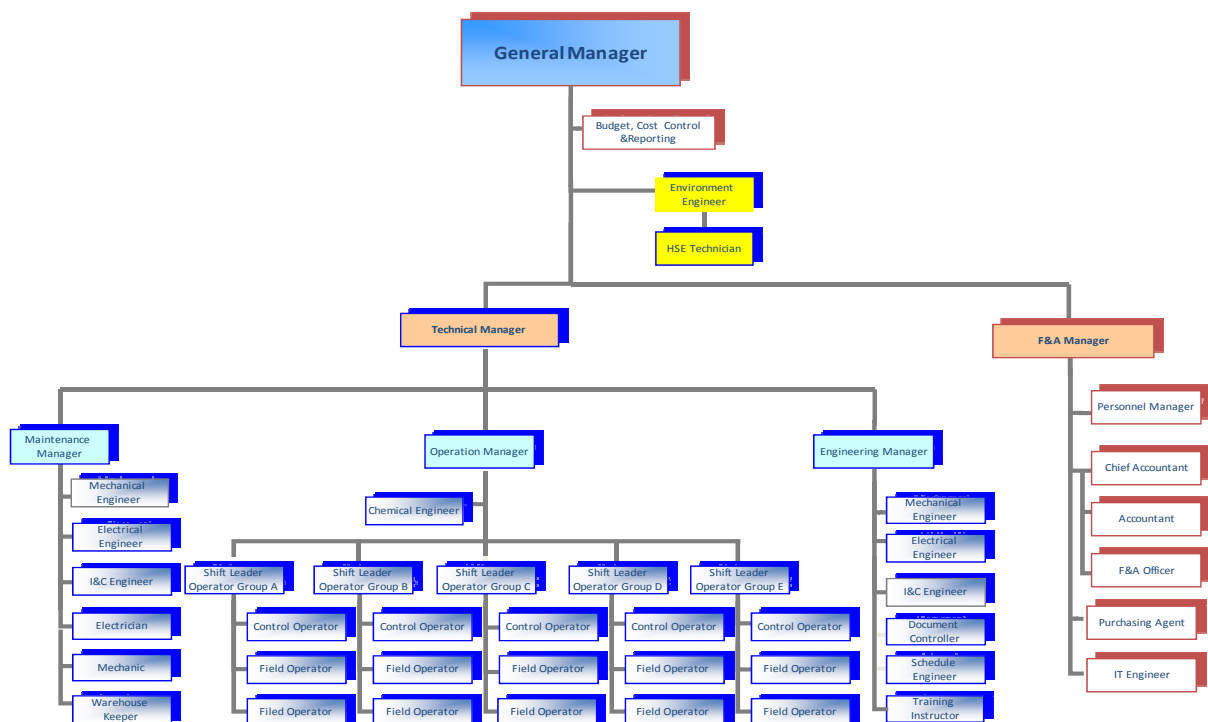 General Manager
Budget, Cost Control
&Reporting
Environment
Engineer
HSE Technician
Technical Manager
F&A Manager
Maintenance
Manager
Operation Manager
Engineering Manager
Personnel Manager
Chief Accountant
Accountant
F&A Officer
Purchasing Agent
IT Engineer
Mechanical
Engineer
Electrical
Engineer
I&C Engineer
Electrician
Mechanic
Warehouse
Keeper
Chemical Engineer
Shift Leader
Operator Group A
Shift Leader
Operator Group B
Shift Leader
Operator Group C
Shift Leader
Operator Group D
Shift Leader
Operator Group E
Control Operator
Control Operator
Control Operator
Control Operator
Control Operator
Field Operator
Field Operator
Field Operator
Field Operator
Field Operator
Filed Operator
Field Operator
Field Operator
Field Operator
Field Operator
Mechanical
Engineer
Electrical
Engineer
I&C Engineer
Document
Controller
Schedule
Engineer
Training
Instructor